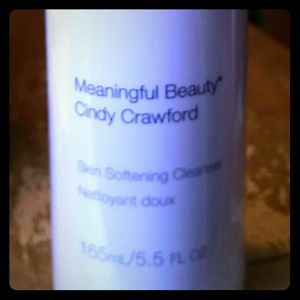 Meaningful Beauty®
Cindy Crawford
Skin Softening Cleanser
Nettoyant doux
165mL/5.5 FL OZ